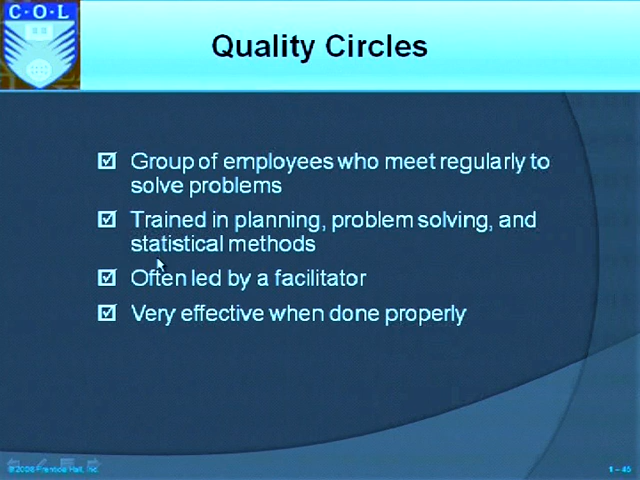 C·O·L
Quality Circles
Group of employees who meet regularly to
solve problems
Trained in planning, problem solving, and
statistical methods
Often led by a facilitator
Very effective when done properly
© 2008 Prentice Hall, Inc.
1 – 45